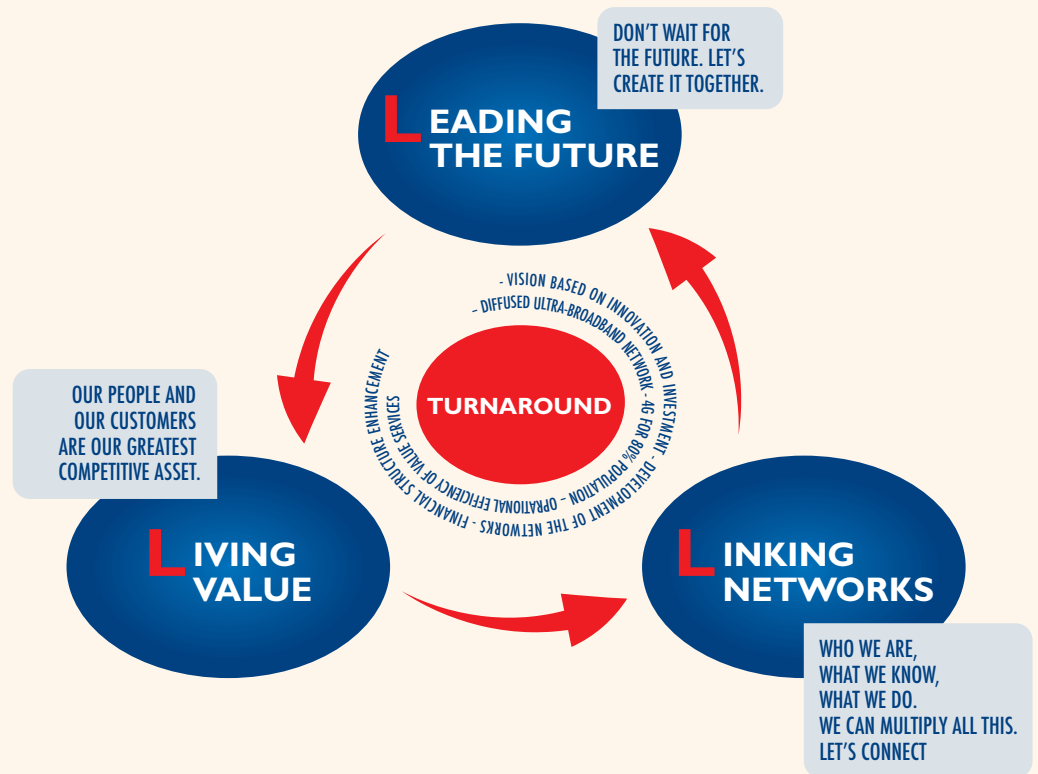 DON'T WAIT FOR
THE FUTURE. LET'S
CREATE IT TOGETHER.
LEADING
THE FUTURE
- VISION BASED ON INNOVATION AND INVESTMENT - DEVELOPMENT OF THE NETWORKS - FINANCIAL STRUCTURE ENHANCEMENT
– DIFFUSED ULTRA-BROADBAND NETWORK - 4G FOR 80% POPULATION – OPRATIONAL EFFICIENCY OF VALUE SERVICES
TURNAROUND
OUR PEOPLE AND
OUR CUSTOMERS
ARE OUR GREATEST
COMPETITIVE ASSET.
LIVING
VALUE
LINKING
NETWORKS
WHO WE ARE,
WHAT WE KNOW,
WHAT WE DO.
WE CAN MULTIPLY ALL THIS.
LET'S CONNECT